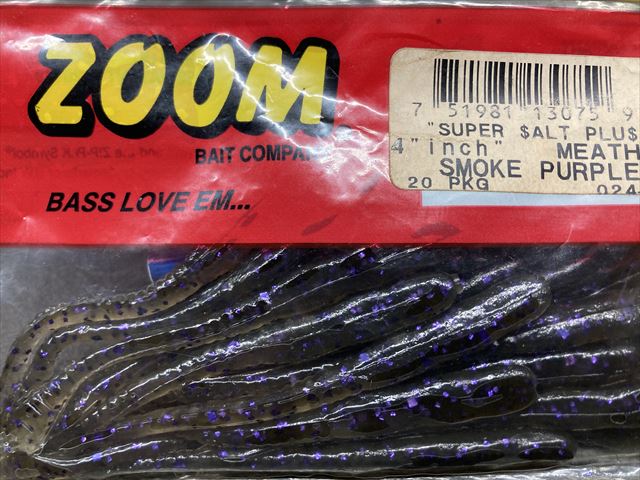 ZOOM
BAIT COMPANY
BASS LOVE EM...
7 51981 13075 9
"SUPER $ALT PLU$
4" inch" MEATH
SMOKE PURPLE
20 PKG 024